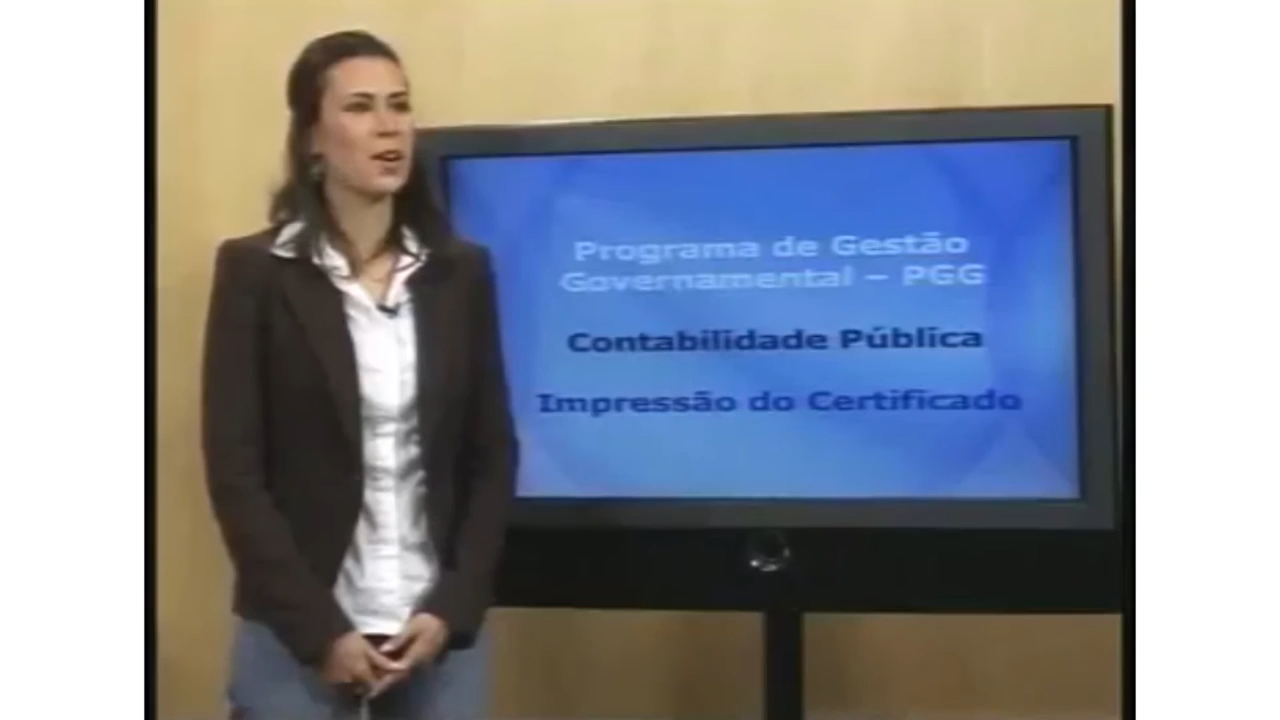 Programa de Gestão
Governamental – PGG
Contabilidade Pública
Impressão do Certificado